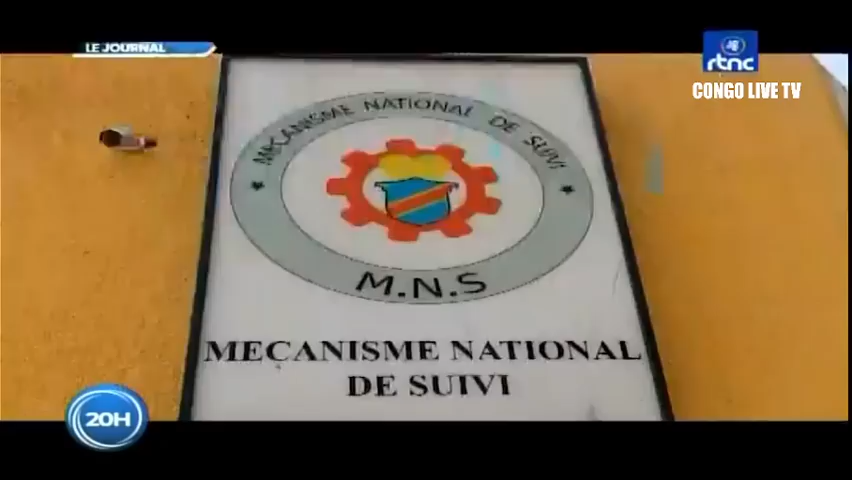 LE JOURNAL
rtnc
CONGO LIVE TV
MECANISME NATIONAL DE SUIVI
M.N.S
MECANISME NATIONAL
DE SUIVI
20H